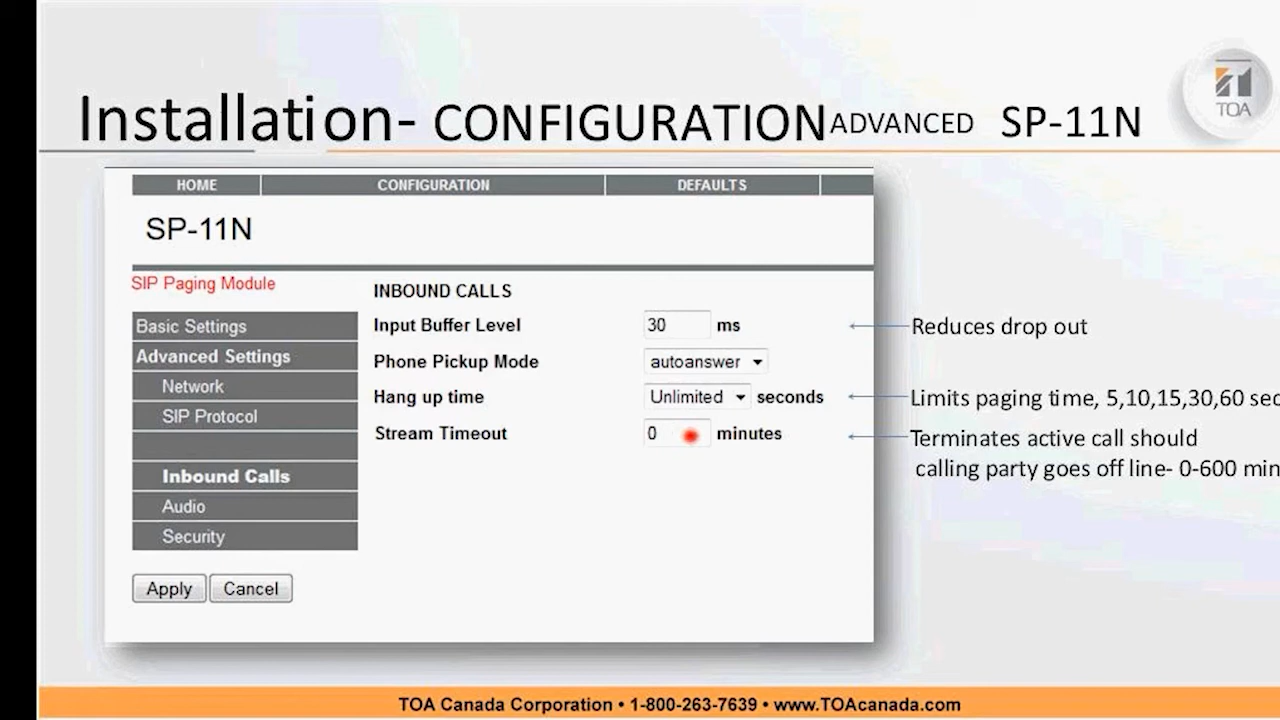 Installation- CONFIGURATION ADVANCED SP-11N
TOA
HOME CONFIGURATION DEFAULTS
SP-11N
SIP Paging Module
Basic Settings
Advanced Settings
Network
SIP Protocol
Inbound Calls
Audio
Security
Apply Cancel
INBOUND CALLS
Input Buffer Level 30 ms
Phone Pickup Mode autoanswer
Hang up time Unlimited seconds
Stream Timeout 0 minutes
Reduces drop out
Limits paging time, 5,10,15,30,60 sec
Terminates active call should
calling party goes off line- 0-600 min
TOA Canada Corporation • 1-800-263-7639 • www.TOAcanada.com